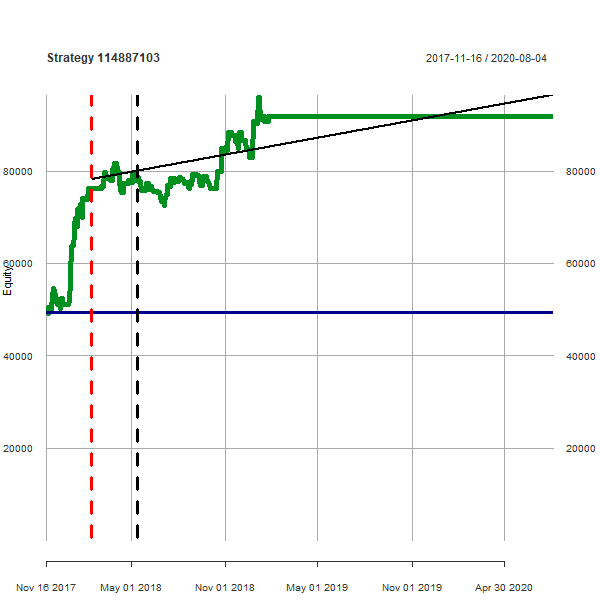 Strategy 114887103
2017-11-16 / 2020-08-04
80000
80000
60000
60000
Equity
40000
40000
20000
20000
Nov 16 2017
May 01 2018
Nov 01 2018
May 01 2019
Nov 01 2019
Apr 30 2020